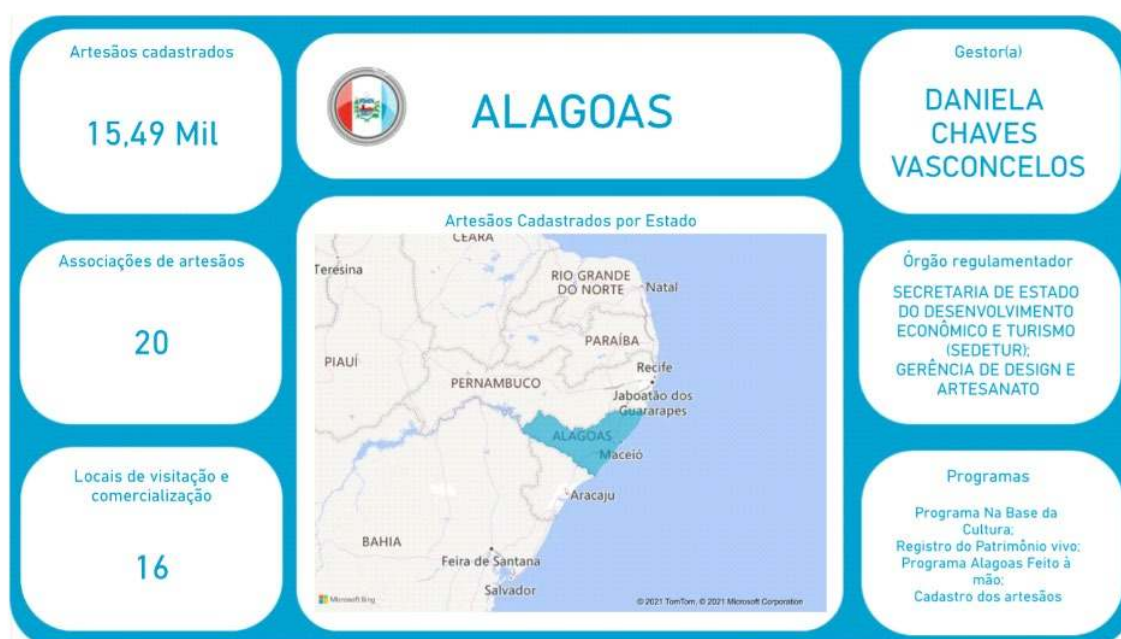 Artesãos cadastrados
15,49 Mil
ALAGOAS
Gestor(a)
DANIELA
CHAVES
VASCONCELOS
Associações de artesãos
20
Artesãos Cadastrados por Estado
CEARÁ
Teresina
RIO GRANDE
DO NORTE
Natal
PARAÍBA
PIAUÍ
Recife
PERNAMBUCO
Jaboatão dos
Guararapes
ALAGOAS
Maceió
Aracaju
BAHIA
Feira de Santana
Salvador
Microsoft Bing
© 2021 TomTom, © 2021 Microsoft Corporation
Órgão regulamentador
SECRETARIA DE ESTADO
DO DESENVOLVIMENTO
ECONÔMICO E TURISMO
(SEDETUR);
GERÊNCIA DE DESIGN E
ARTESANATO
Locais de visitação e
comercialização
16
Programas
Programa Na Base da
Cultura;
Registro do Patrimônio vivo;
Programa Alagoas Feito à
mão;
Cadastro dos artesãos